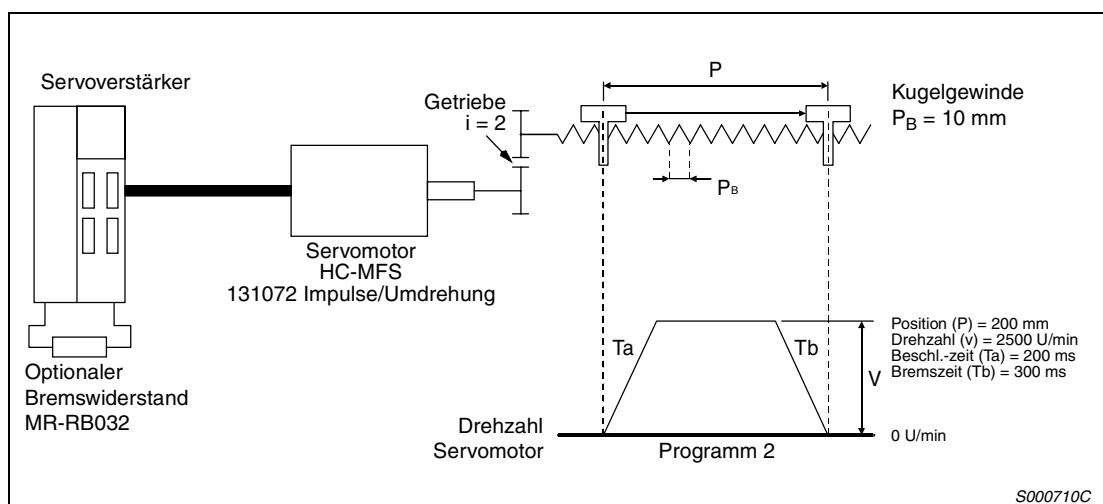 Servoverstärker
Getriebe
i = 2
P
Kugelgewinde
PB = 10 mm
PB
Servomotor
HC-MFS
131072 Impulse/Umdrehung
Optionaler
Bremswiderstand
MR-RB032
Ta
Tb
V
Position (P) = 200 mm
Drehzahl (v) = 2500 U/min
Beschl.-zeit (Ta) = 200 ms
Bremszeit (Tb) = 300 ms
Drehzahl
Servomotor
Programm 2
0 U/min
S000710C